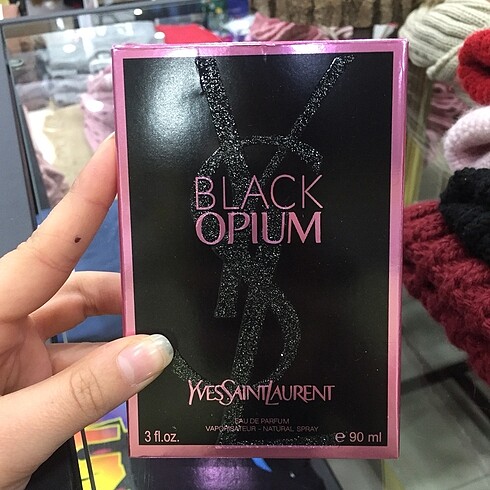 BLACK
OPIUM
YVESSAINTLAURENT
EAU DE PARFUM
VAPORISATEUR - NATURAL SPRAY
3 fl.oz. ℮ 90 ml